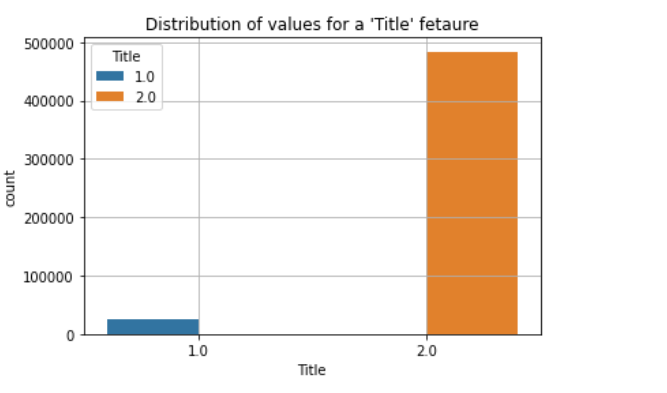 Distribution of values for a 'Title' fetaure
500000
400000
300000
200000
100000
0
count
Title
1.0
2.0
1.0 2.0
Title